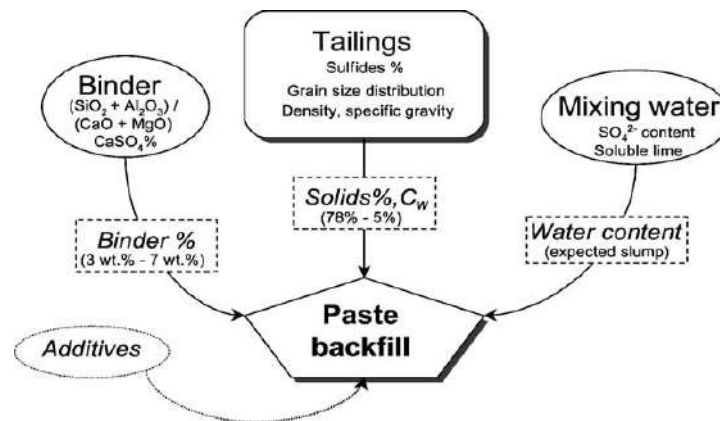 Tailings
Sulfides %
Grain size distribution
Density, specific gravity
Binder
(SiO₂ + Al₂O₃) /
(CaO + MgO)
CaSO₄%
Mixing water
SO₄²⁻ content
Soluble lime
Solids%, C_W
(78% - 5%)
Binder %
(3 wt.% - 7 wt.%)
Water content
(expected slump)
Paste
backfill
Additives